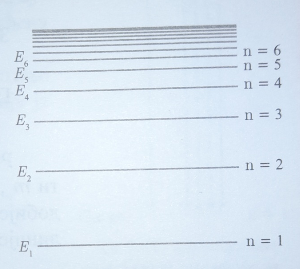 E₆ n = 6
E₅ n = 5
E₄ n = 4
E₃ n = 3
E₂ n = 2
E₁ n = 1